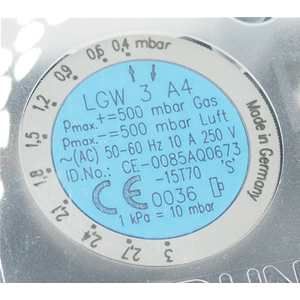 0,4 mbar
0,6
0,9
1,2
1,5
1,8
2,1
2,4
2,7
3
Made in Germany
LGW 3 A4
Pmax.+=500 mbar Gas
Pmax.-=500 mbar Luft
~(AC) 50-60 Hz 10 A 250 V
ID.No.: CE-0085AQ0673
-15T70 'S'
CE 0036
1 kPa = 10 mbar